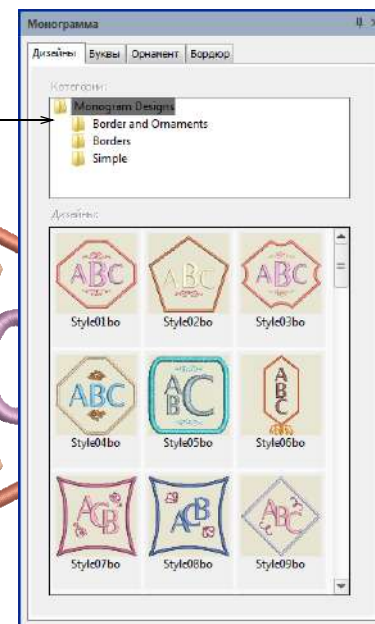 Монограмма
Дизайны Буквы Орнамент Бордюр
Категории:
Monogram Designs
Border and Ornaments
Borders
Simple
Дизайны:
ABC ABC ABC
Style01bo Style02bo Style03bo
ABC ABC ABC
Style04bo Style05bo Style06bo
ACB ACB ABC
Style07bo Style08bo Style09bo